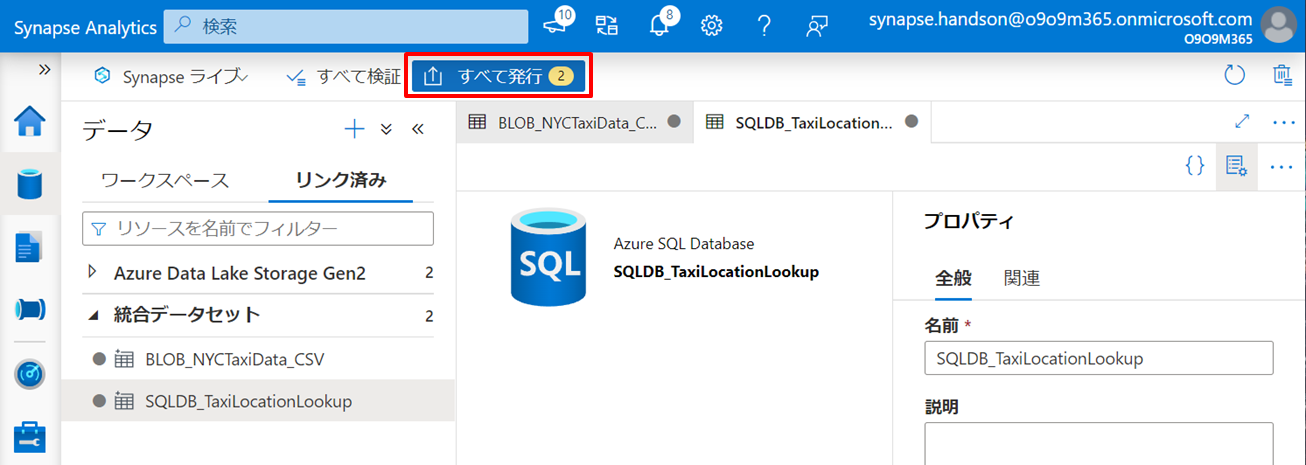 Synapse Analytics
検索
10
8
synapse.handson@o9o9m365.onmicrosoft.com
O9O9M365
Synapse ライブ
すべて検証
すべて発行 2
データ
ワークスペース
リンク済み
リソースを名前でフィルター
Azure Data Lake Storage Gen2 2
統合データセット 2
BLOB_NYCTaxiData_CSV
SQLDB_TaxiLocationLookup
BLOB_NYCTaxiData_C...
SQLDB_TaxiLocation...
{}
SQL
Azure SQL Database
SQLDB_TaxiLocationLookup
プロパティ
全般 関連
名前 *
SQLDB_TaxiLocationLookup
説明